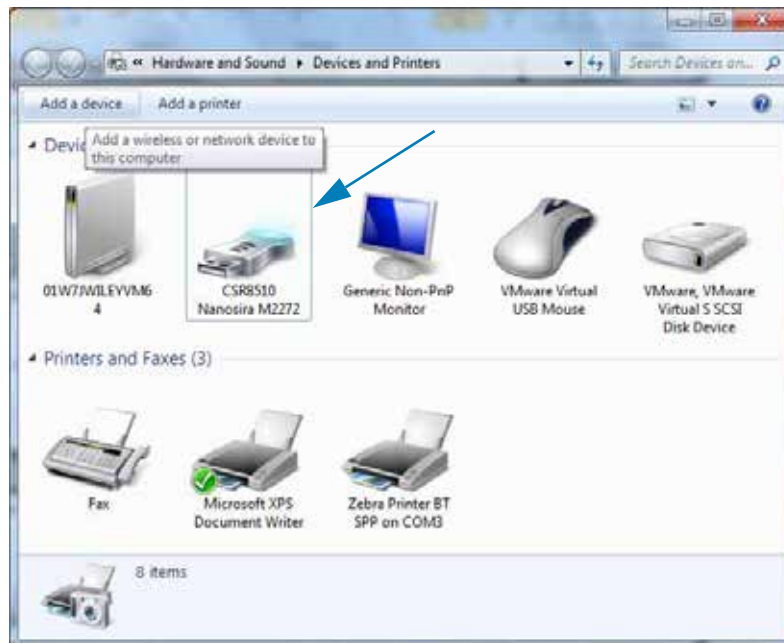 « Hardware and Sound ▸ Devices and Printers
Search Devices an...
Add a device
Add a printer
Add a wireless or network device to
this computer
Devic
01W7JWILEYVM6
4
CSR8510
Nanosira M2272
Generic Non-PnP
Monitor
VMware Virtual
USB Mouse
VMware, VMware
Virtual S SCSI
Disk Device
Printers and Faxes (3)
Fax
Microsoft XPS
Document Writer
Zebra Printer BT
SPP on COM3
8 items